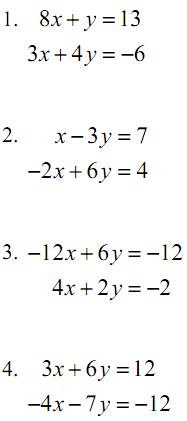 1. 8x + y = 13
3x + 4y = −6
2. x − 3y = 7
−2x + 6y = 4
3. −12x + 6y = −12
4x + 2y = −2
4. 3x + 6y = 12
−4x − 7y = −12